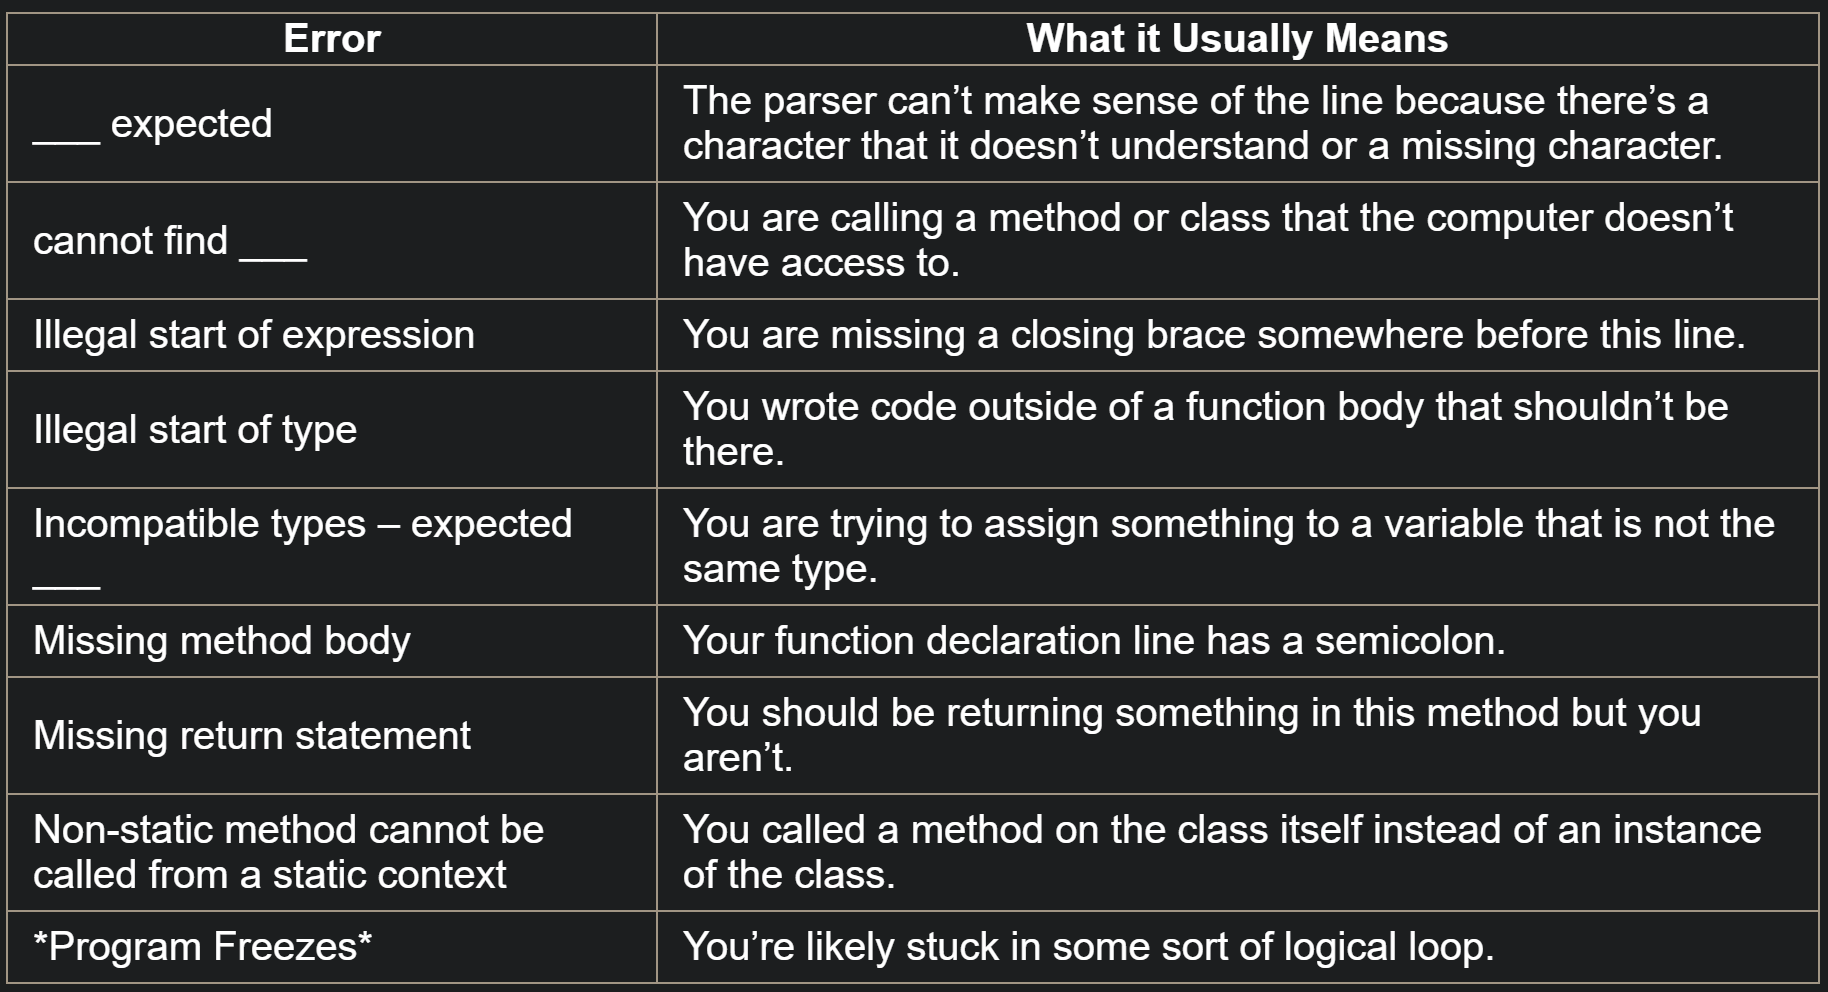 Error
What it Usually Means
___ expected
The parser can’t make sense of the line because there’s a
character that it doesn’t understand or a missing character.
cannot find ___
You are calling a method or class that the computer doesn’t
have access to.
Illegal start of expression
You are missing a closing brace somewhere before this line.
Illegal start of type
You wrote code outside of a function body that shouldn’t be
there.
Incompatible types – expected
___
You are trying to assign something to a variable that is not the
same type.
Missing method body
Your function declaration line has a semicolon.
Missing return statement
You should be returning something in this method but you
aren’t.
Non-static method cannot be
called from a static context
You called a method on the class itself instead of an instance
of the class.
*Program Freezes*
You’re likely stuck in some sort of logical loop.